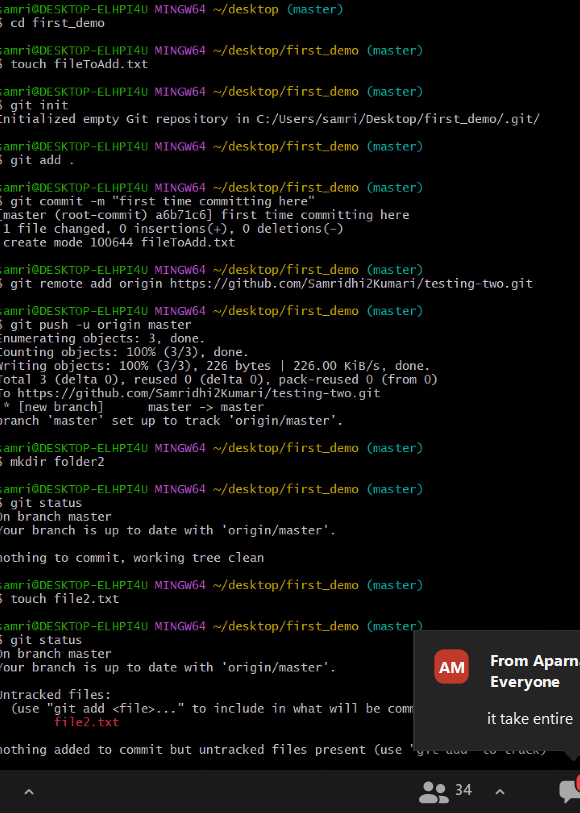 samri@DESKTOP-ELHPI4U MINGW64 ~/desktop (master)
$ cd first_demo
samri@DESKTOP-ELHPI4U MINGW64 ~/desktop/first_demo (master)
$ touch fileToAdd.txt
samri@DESKTOP-ELHPI4U MINGW64 ~/desktop/first_demo (master)
$ git init
Initialized empty Git repository in C:/Users/samri/Desktop/first_demo/.git/
samri@DESKTOP-ELHPI4U MINGW64 ~/desktop/first_demo (master)
$ git add .
samri@DESKTOP-ELHPI4U MINGW64 ~/desktop/first_demo (master)
$ git commit -m "first time committing here"
[master (root-commit) a6b71c6] first time committing here
1 file changed, 0 insertions(+), 0 deletions(-)
create mode 100644 fileToAdd.txt
samri@DESKTOP-ELHPI4U MINGW64 ~/desktop/first_demo (master)
$ git remote add origin https://github.com/Samridhi2Kumari/testing-two.git
samri@DESKTOP-ELHPI4U MINGW64 ~/desktop/first_demo (master)
$ git push -u origin master
Enumerating objects: 3, done.
Counting objects: 100% (3/3), done.
Writing objects: 100% (3/3), 226 bytes | 226.00 KiB/s, done.
Total 3 (delta 0), reused 0 (delta 0), pack-reused 0 (from 0)
To https://github.com/Samridhi2Kumari/testing-two.git
* [new branch] master -> master
branch 'master' set up to track 'origin/master'.
samri@DESKTOP-ELHPI4U MINGW64 ~/desktop/first_demo (master)
$ mkdir folder2
samri@DESKTOP-ELHPI4U MINGW64 ~/desktop/first_demo (master)
$ git status
On branch master
Your branch is up to date with 'origin/master'.
nothing to commit, working tree clean
samri@DESKTOP-ELHPI4U MINGW64 ~/desktop/first_demo (master)
$ touch file2.txt
samri@DESKTOP-ELHPI4U MINGW64 ~/desktop/first_demo (master)
$ git status
On branch master
Your branch is up to date with 'origin/master'.
Untracked files:
(use "git add <file>..." to include in what will be comm
file2.txt
nothing added to commit but untracked files present (use "git add" to track)
AM
From Aparna
Everyone
it take entire
34